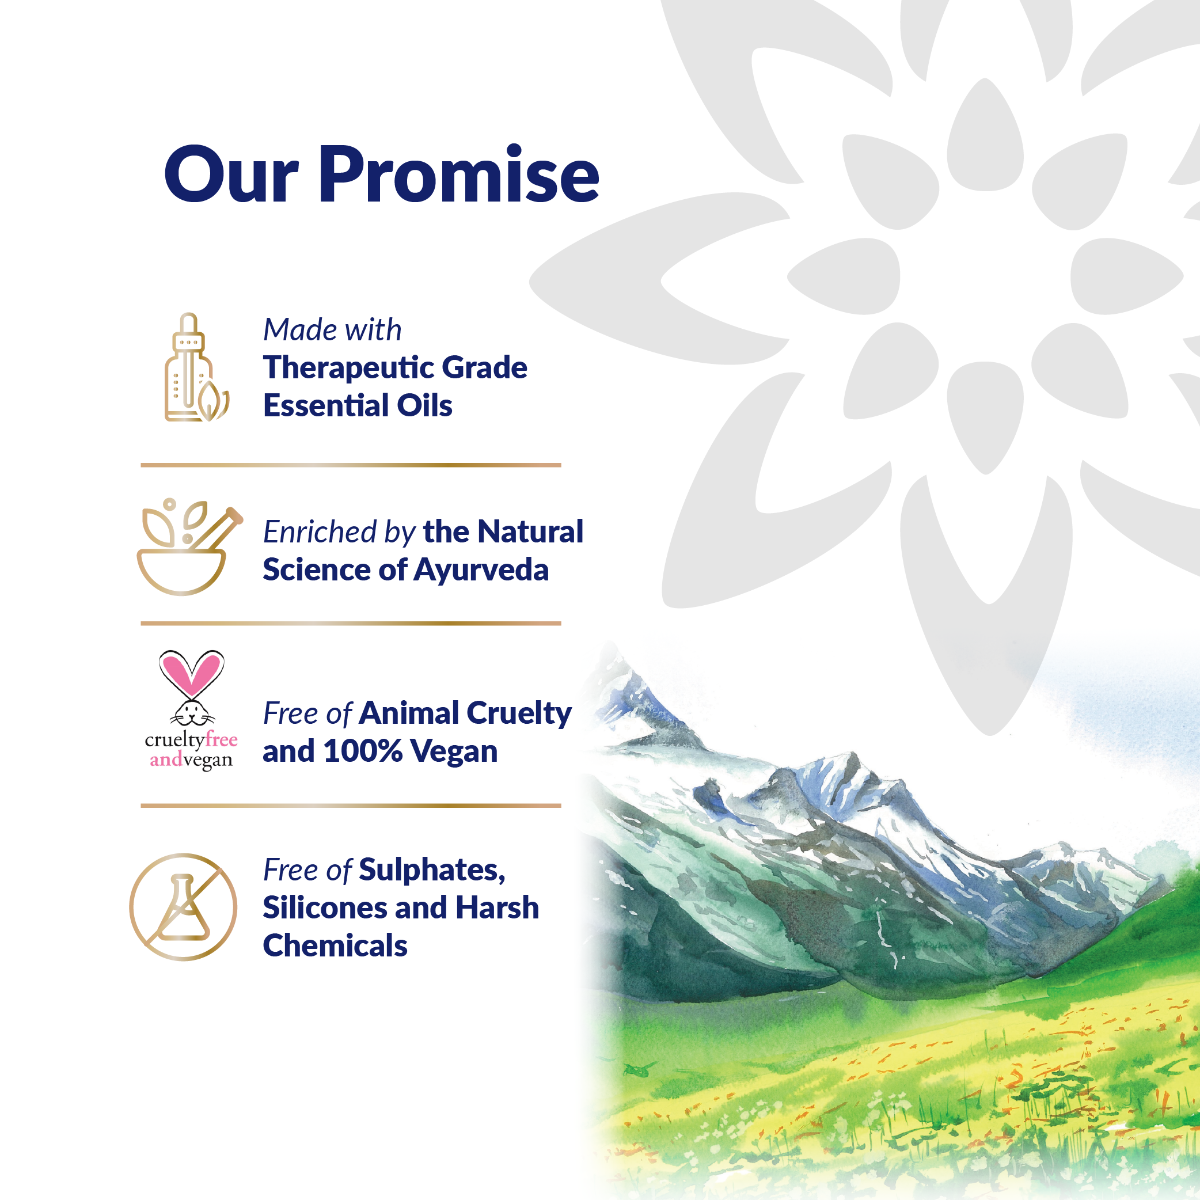 Our Promise
Made with
Therapeutic Grade
Essential Oils
Enriched by the Natural
Science of Ayurveda
crueltyfree
andvegan
Free of Animal Cruelty
and 100% Vegan
Free of Sulphates,
Silicones and Harsh
Chemicals